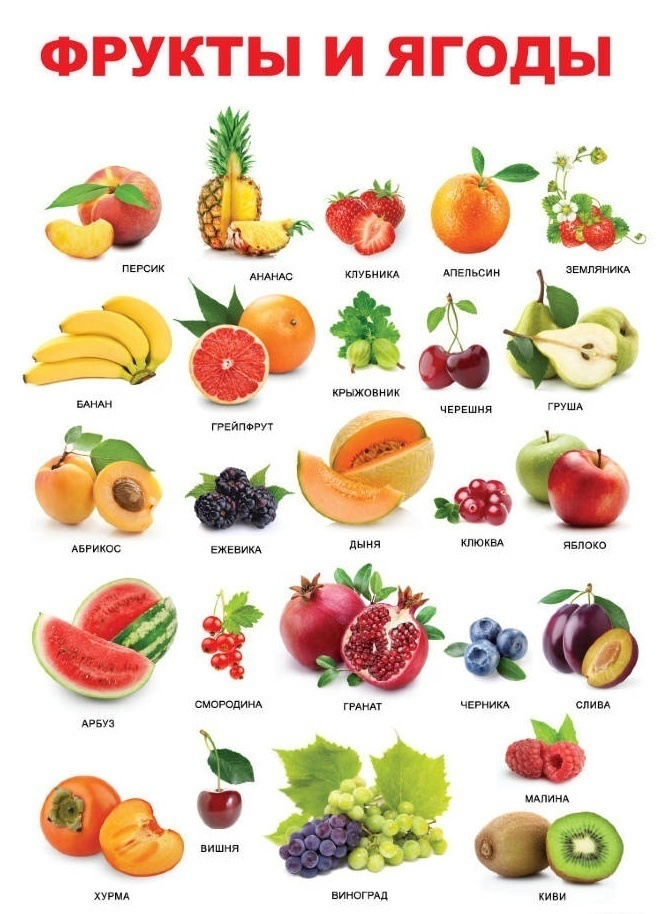 ФРУКТЫ И ЯГОДЫ
ПЕРСИК
АНАНАС
КЛУБНИКА
АПЕЛЬСИН
ЗЕМЛЯНИКА
БАНАН
ГРЕЙПФРУТ
КРЫЖОВНИК
ЧЕРЕШНЯ
ГРУША
АБРИКОС
ЕЖЕВИКА
ДЫНЯ
КЛЮКВА
ЯБЛОКО
АРБУЗ
СМОРОДИНА
ГРАНАТ
ЧЕРНИКА
СЛИВА
ХУРМА
ВИШНЯ
ВИНОГРАД
МАЛИНА
КИВИ